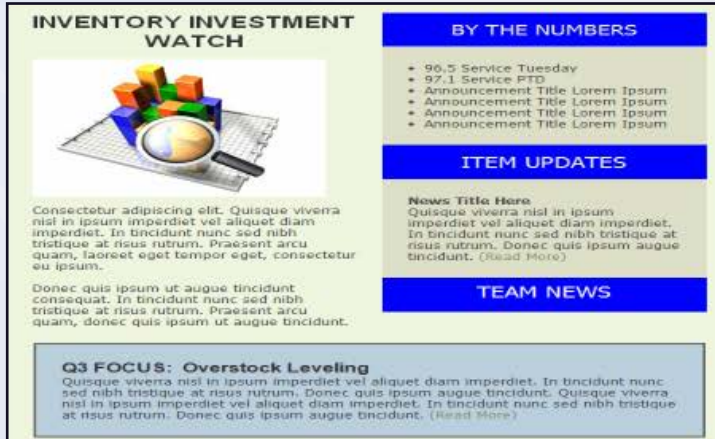 INVENTORY INVESTMENT
WATCH
Consectetur adipiscing elit. Quisque viverra
nisl in ipsum imperdiet vel aliquet diam
imperdiet. In tincidunt nunc sed nibh
tristique at risus rutrum. Praesent arcu
quam, laoreet eget tempor eget, consectetur
eu ipsum.
Donec quis ipsum ut augue tincidunt
consequat. In tincidunt nunc sed nibh
tristique at risus rutrum. Praesent arcu
quam, donec quis ipsum ut augue tincidunt.
BY THE NUMBERS
• 96.5 Service Tuesday
• 97.1 Service PTD
• Announcement Title Lorem Ipsum
• Announcement Title Lorem Ipsum
• Announcement Title Lorem Ipsum
• Announcement Title Lorem Ipsum
ITEM UPDATES
News Title Here
Quisque viverra nisl in ipsum
imperdiet vel aliquet diam imperdiet.
In tincidunt nunc sed nibh tristique at
risus rutrum. Donec quis ipsum augue
tincidunt. (Read More)
TEAM NEWS
Q3 FOCUS: Overstock Leveling
Quisque viverra nisl in ipsum imperdiet vel aliquet diam imperdiet. In tincidunt nunc
sed nibh tristique at risus rutrum. Donec quis ipsum augue tincidunt. Quisque viverra
nisl in ipsum imperdiet vel aliquet diam imperdiet. In tincidunt nunc sed nibh tristique
at risus rutrum. Donec quis ipsum augue tincidunt. (Read More)